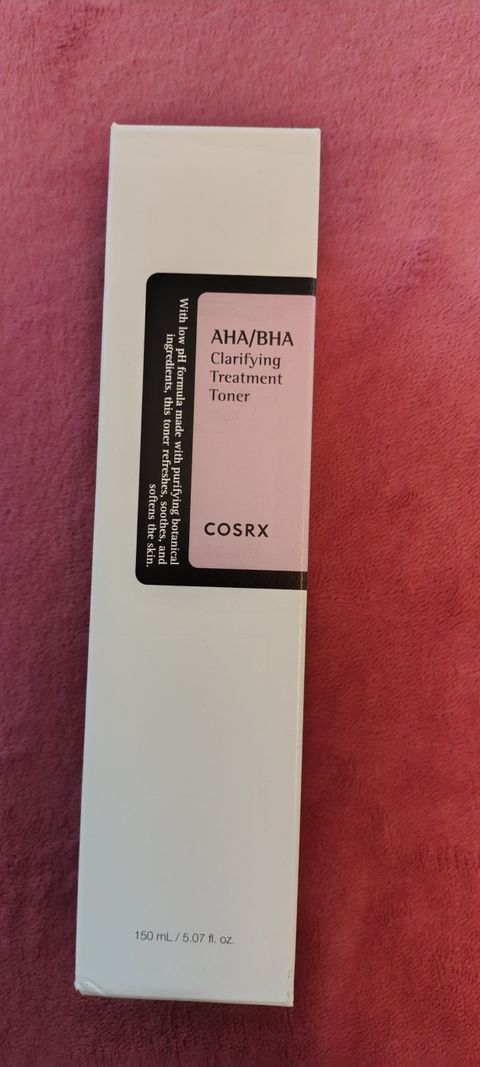 AHA/BHA
Clarifying
Treatment
Toner
COSRX
With low pH formula made with purifying botanical
ingredients, this toner refreshes, soothes, and
softens the skin.
150 mL / 5.07 fl. oz.